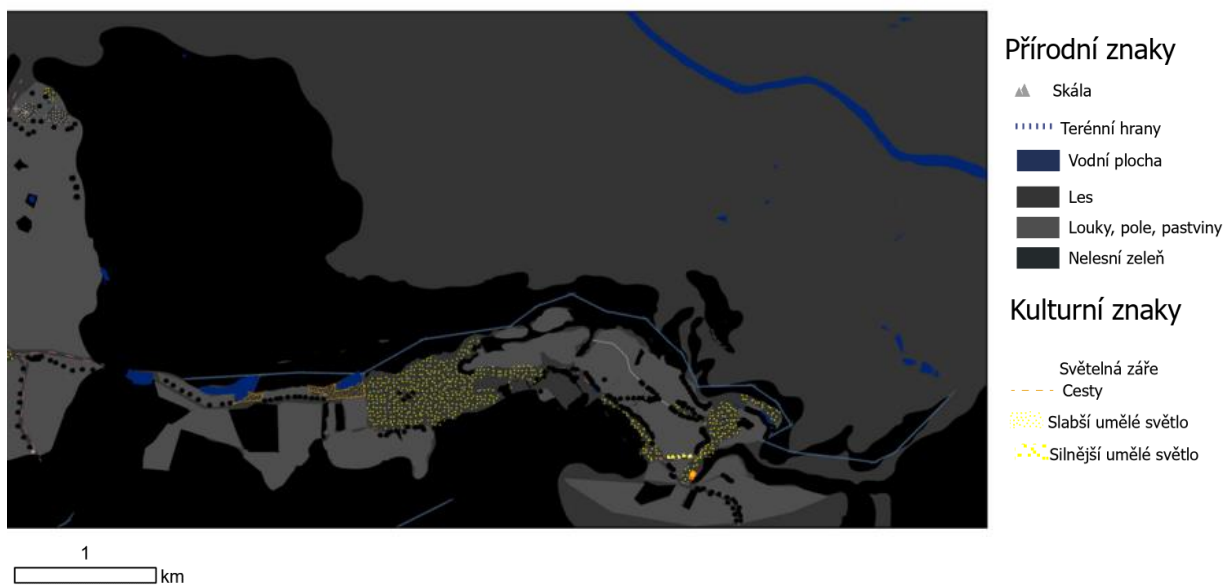 Přírodní znaky
Skála
Terénní hrany
Vodní plocha
Les
Louky, pole, pastviny
Nelesní zeleň
Kulturní znaky
Světelná záře
Cesty
Slabší umělé světlo
Silnější umělé světlo
1
km